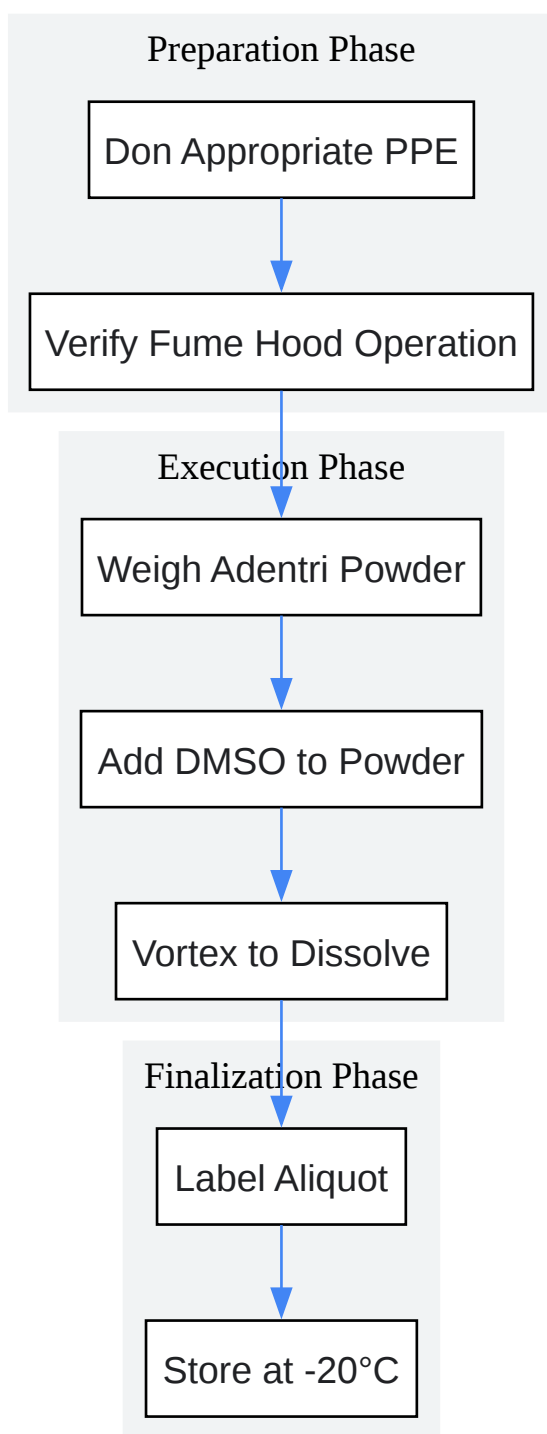 Preparation Phase
Don Appropriate PPE
Verify Fume Hood Operation
Execution Phase
Weigh Adentri Powder
Add DMSO to Powder
Vortex to Dissolve
Finalization Phase
Label Aliquot
Store at -20°C